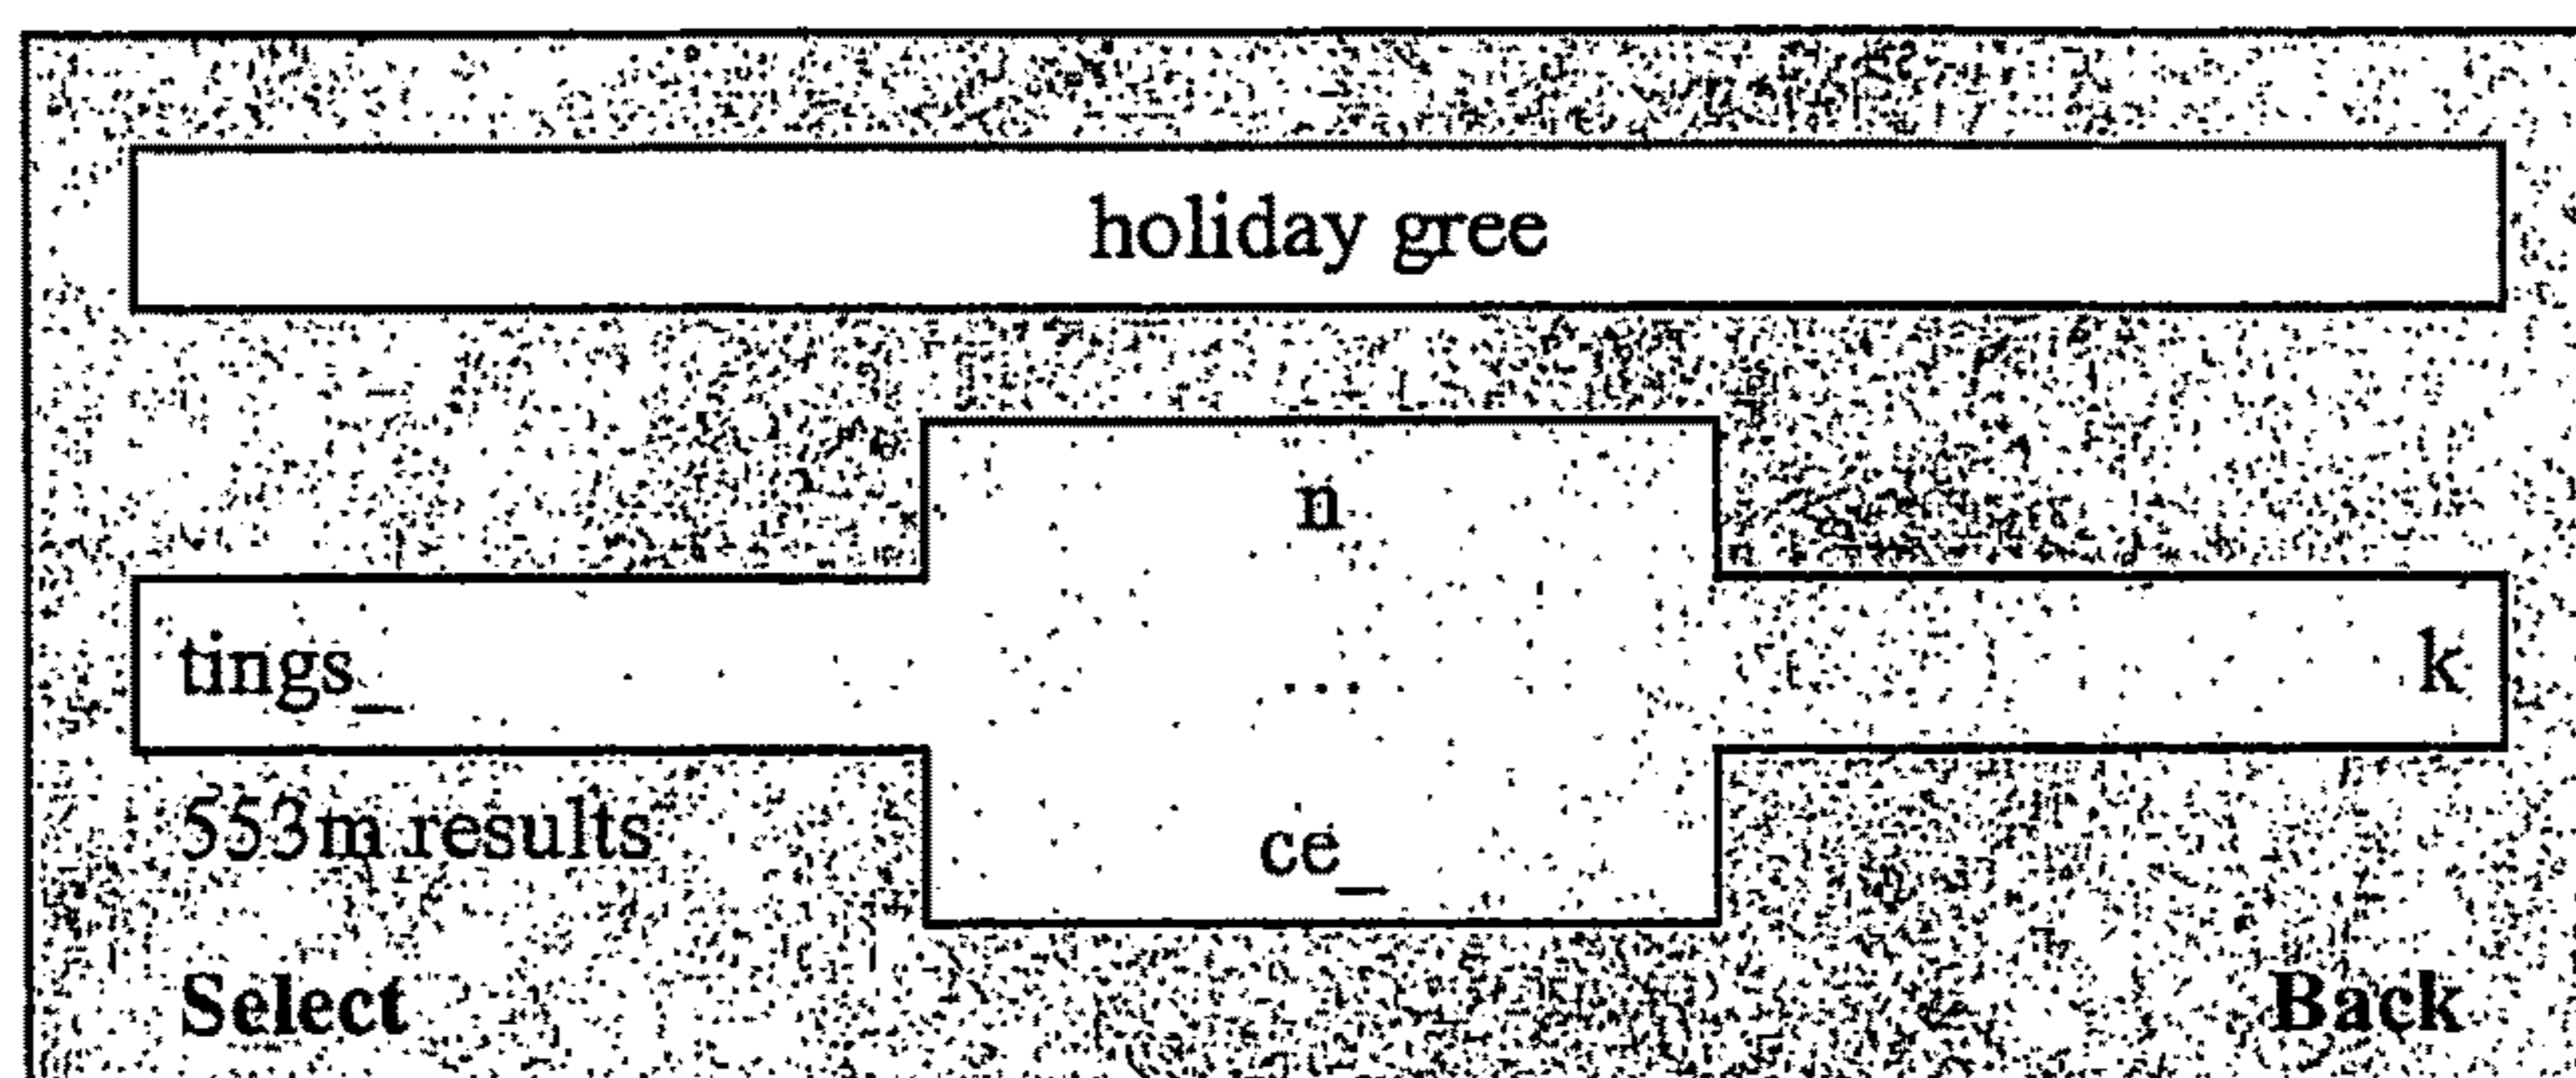 holiday gree
n
tings_ ... k
ce_
553m results
Select Back